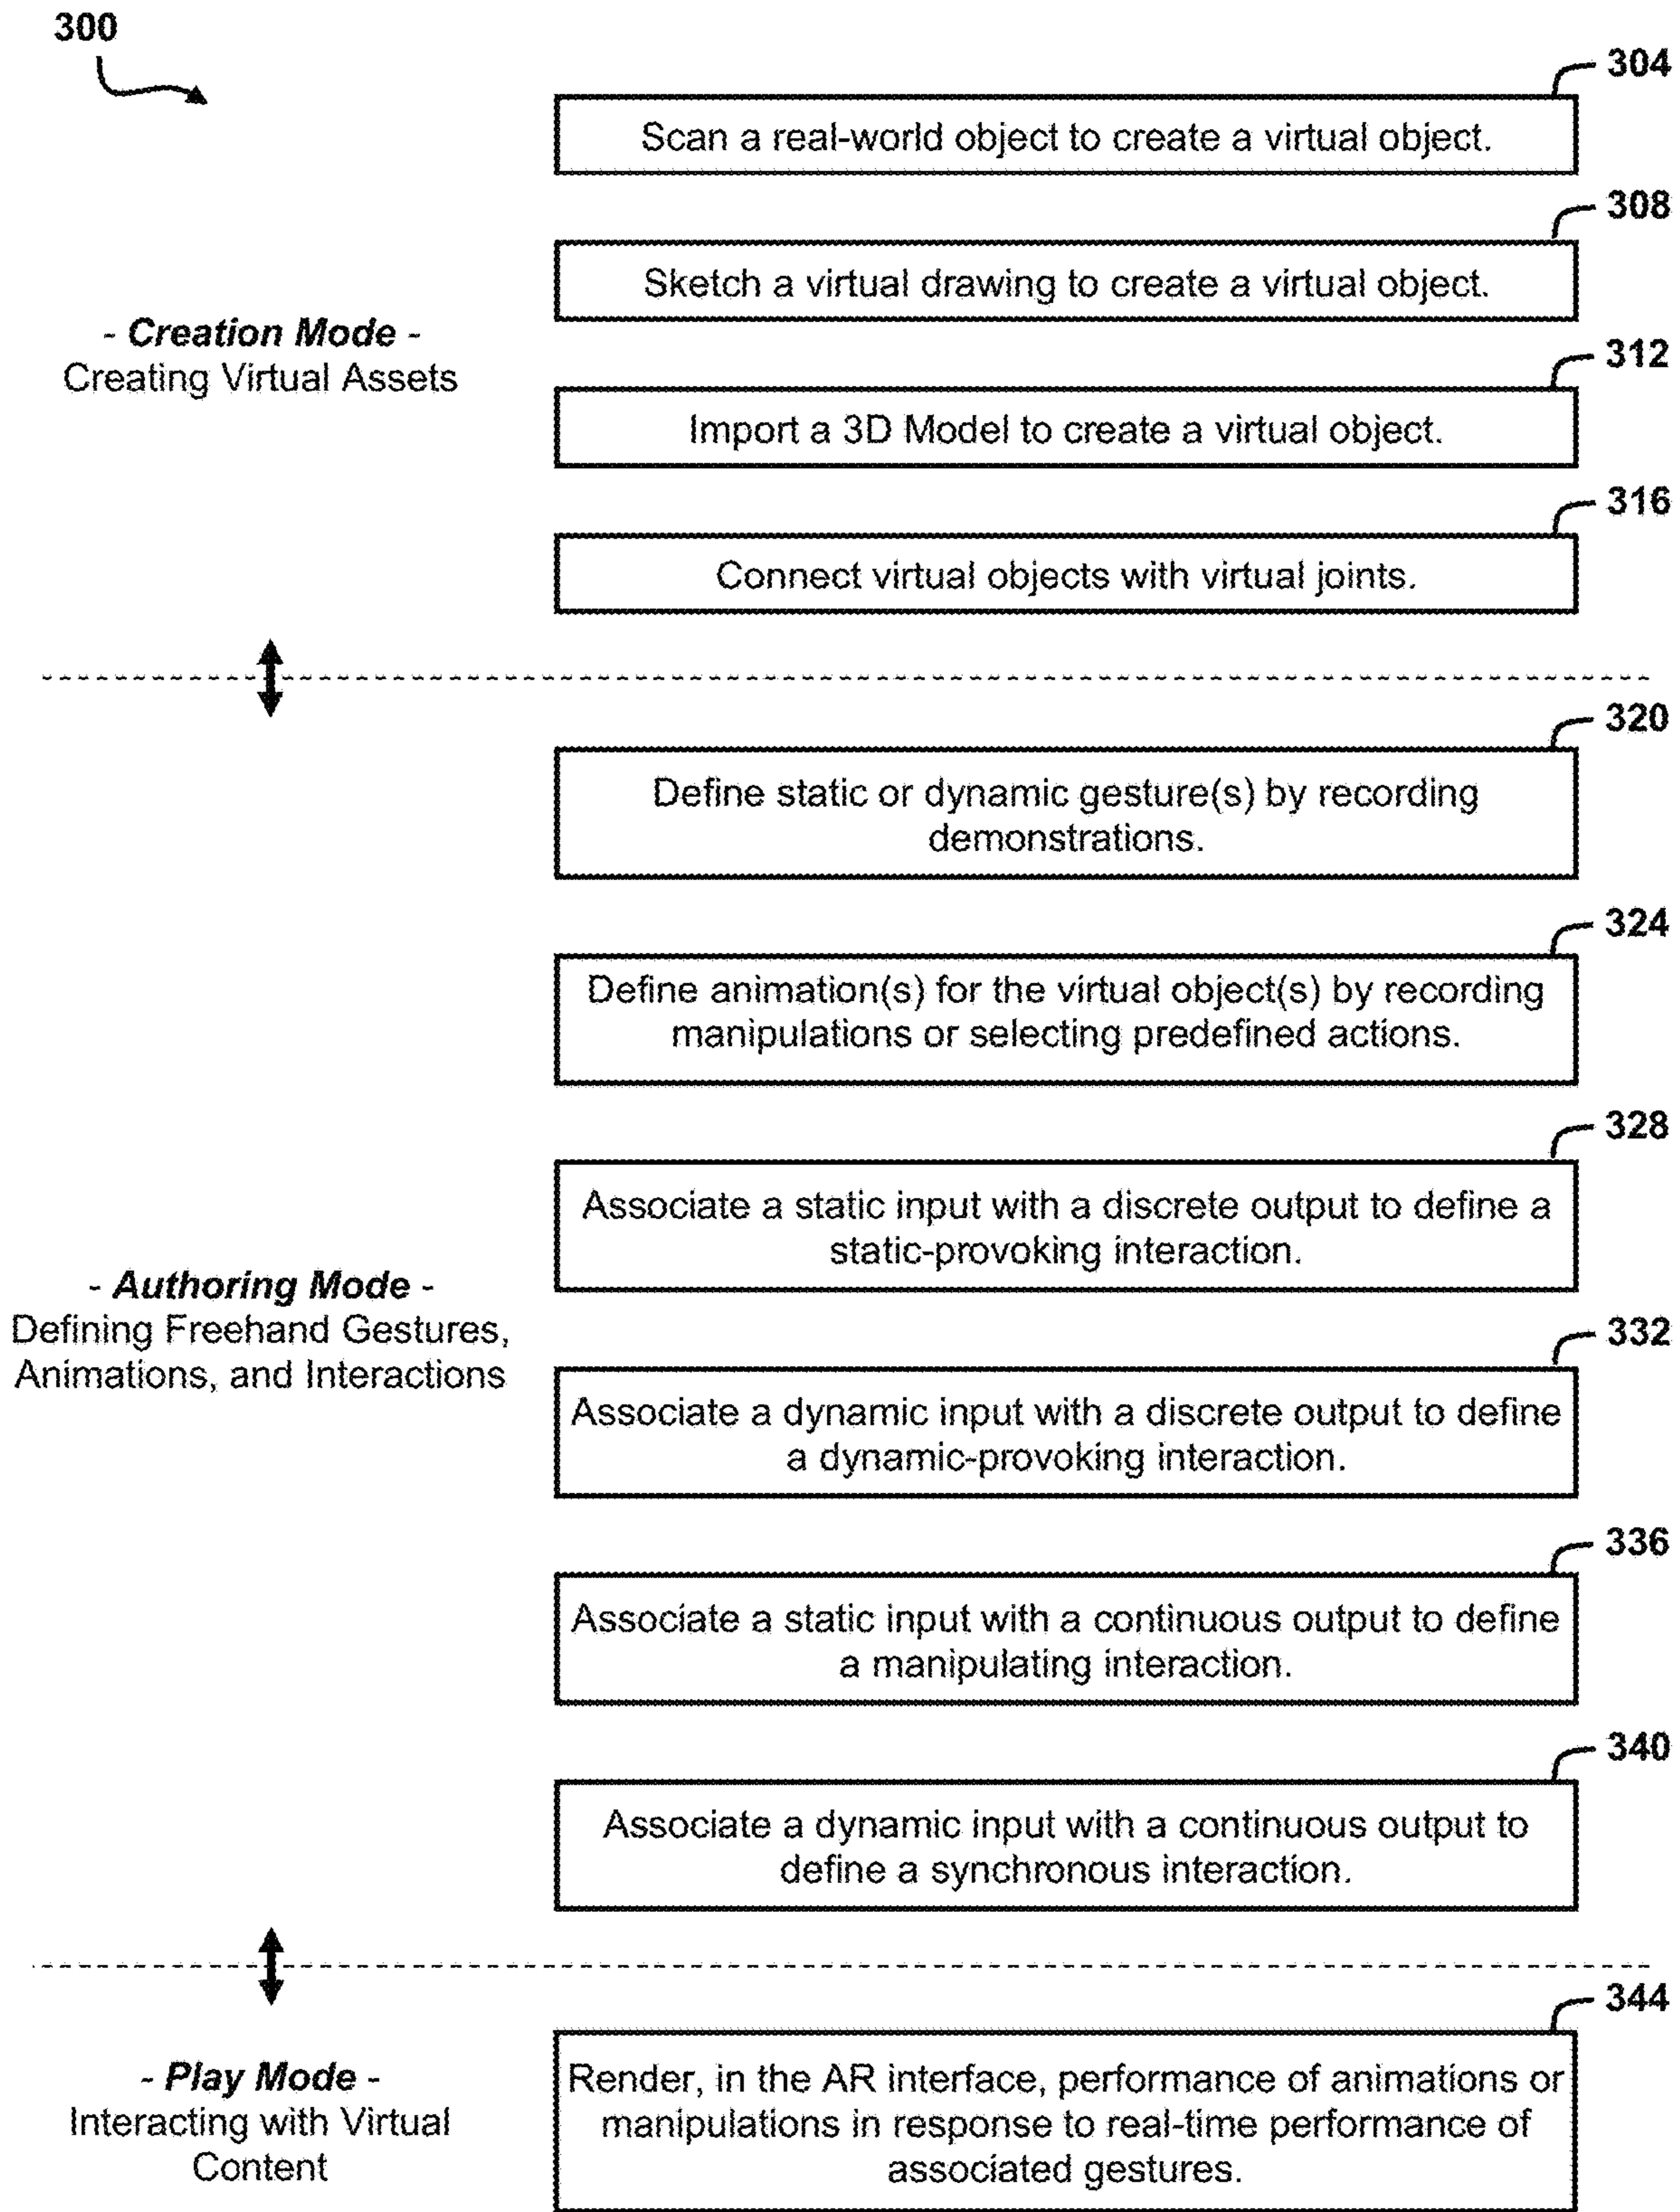 300
304
Scan a real-world object to create a virtual object.
308
Sketch a virtual drawing to create a virtual object.
- Creation Mode -
Creating Virtual Assets
312
Import a 3D Model to create a virtual object.
316
Connect virtual objects with virtual joints.
320
Define static or dynamic gesture(s) by recording
demonstrations.
324
Define animation(s) for the virtual object(s) by recording
manipulations or selecting predefined actions.
328
Associate a static input with a discrete output to define a
static-provoking interaction.
- Authoring Mode -
Defining Freehand Gestures,
Animations, and Interactions
332
Associate a dynamic input with a discrete output to define
a dynamic-provoking interaction.
336
Associate a static input with a continuous output to define
a manipulating interaction.
340
Associate a dynamic input with a continuous output to
define a synchronous interaction.
344
- Play Mode -
Interacting with Virtual
Content
Render, in the AR interface, performance of animations or
manipulations in response to real-time performance of
associated gestures.